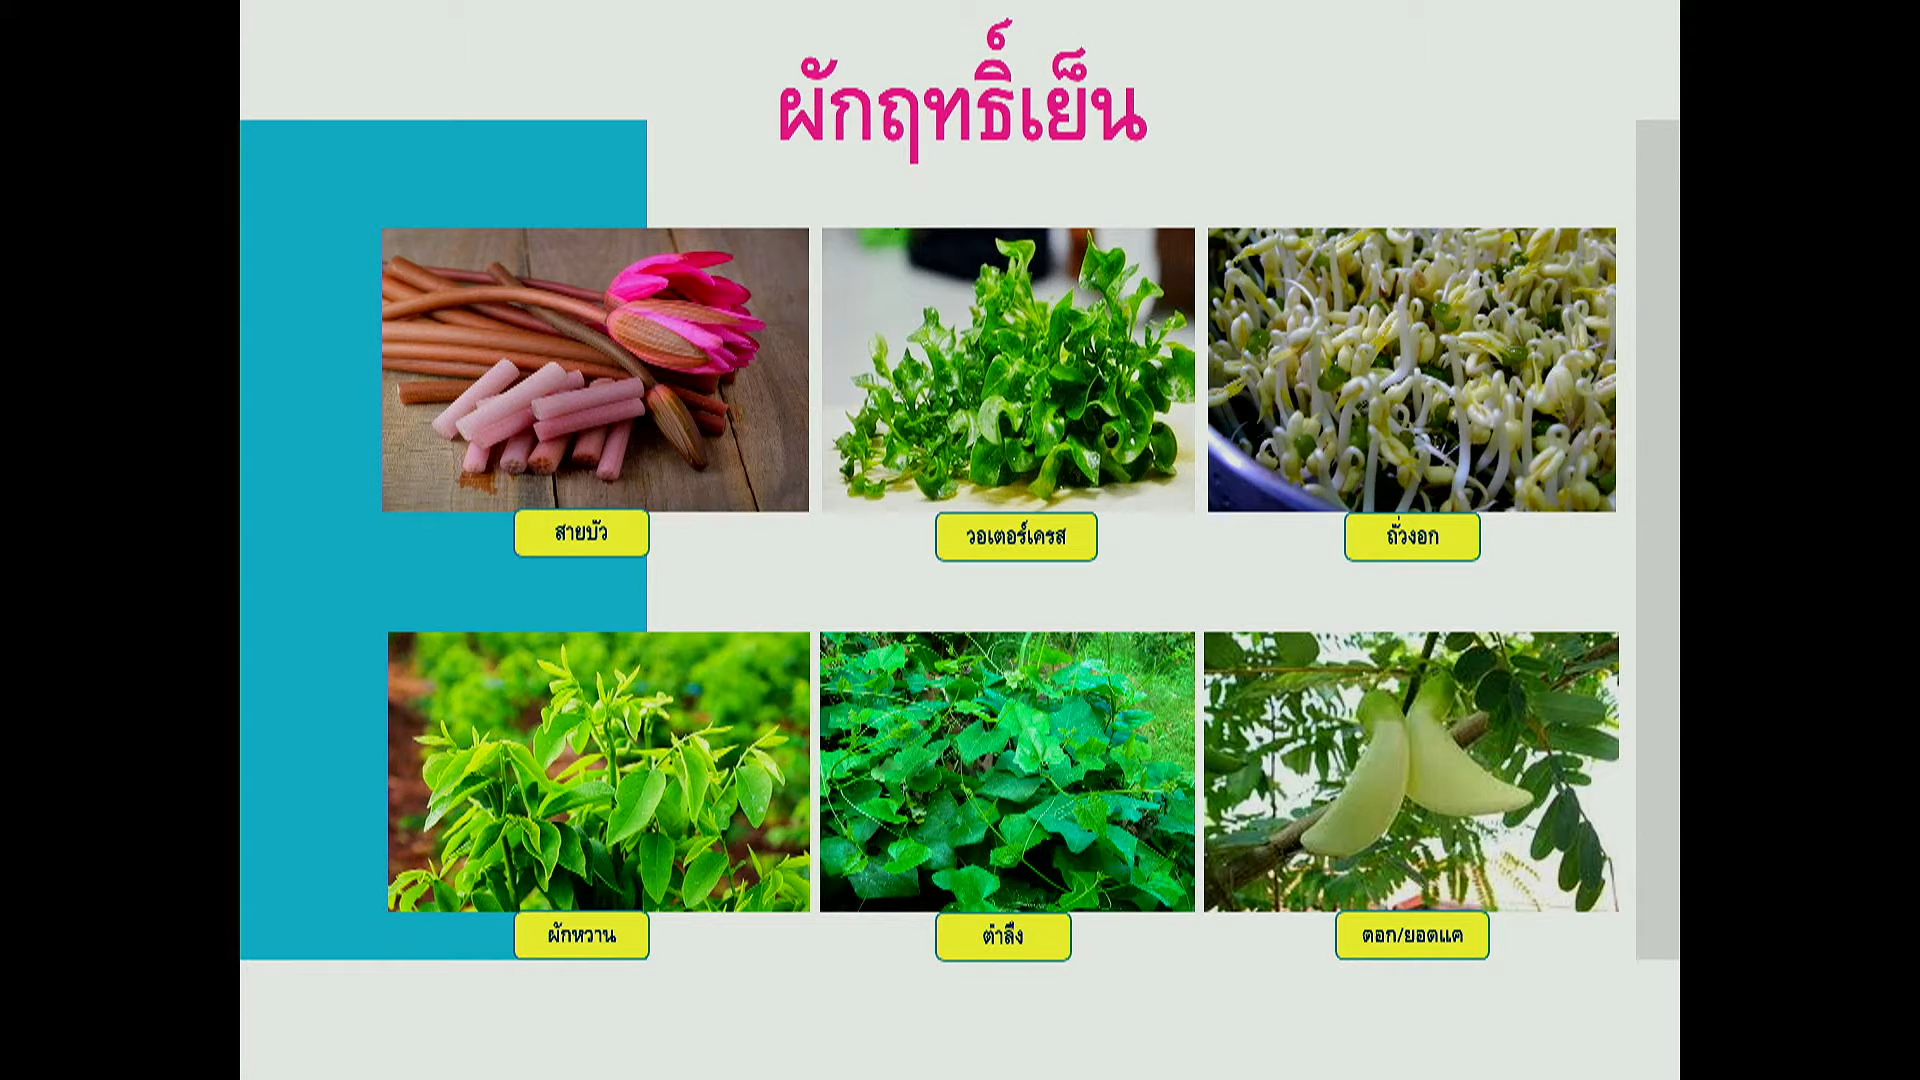 ผักฤทธิ์เย็น
สายบัว
วอเตอร์เครส
ถั่วงอก
ผักหวาน
ตำลึง
ดอก/ยอดแค